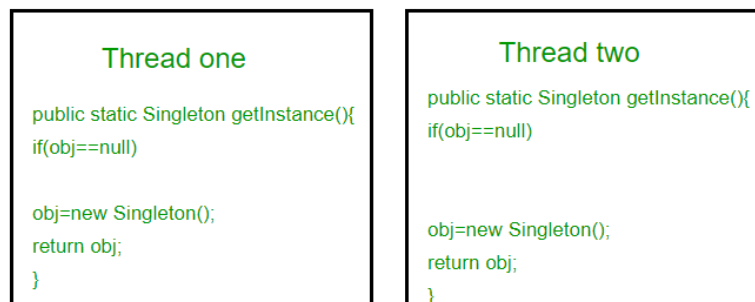 Thread one
public static Singleton getInstance(){
if(obj==null)
obj=new Singleton();
return obj;
}
Thread two
public static Singleton getInstance(){
if(obj==null)
obj=new Singleton();
return obj;
}